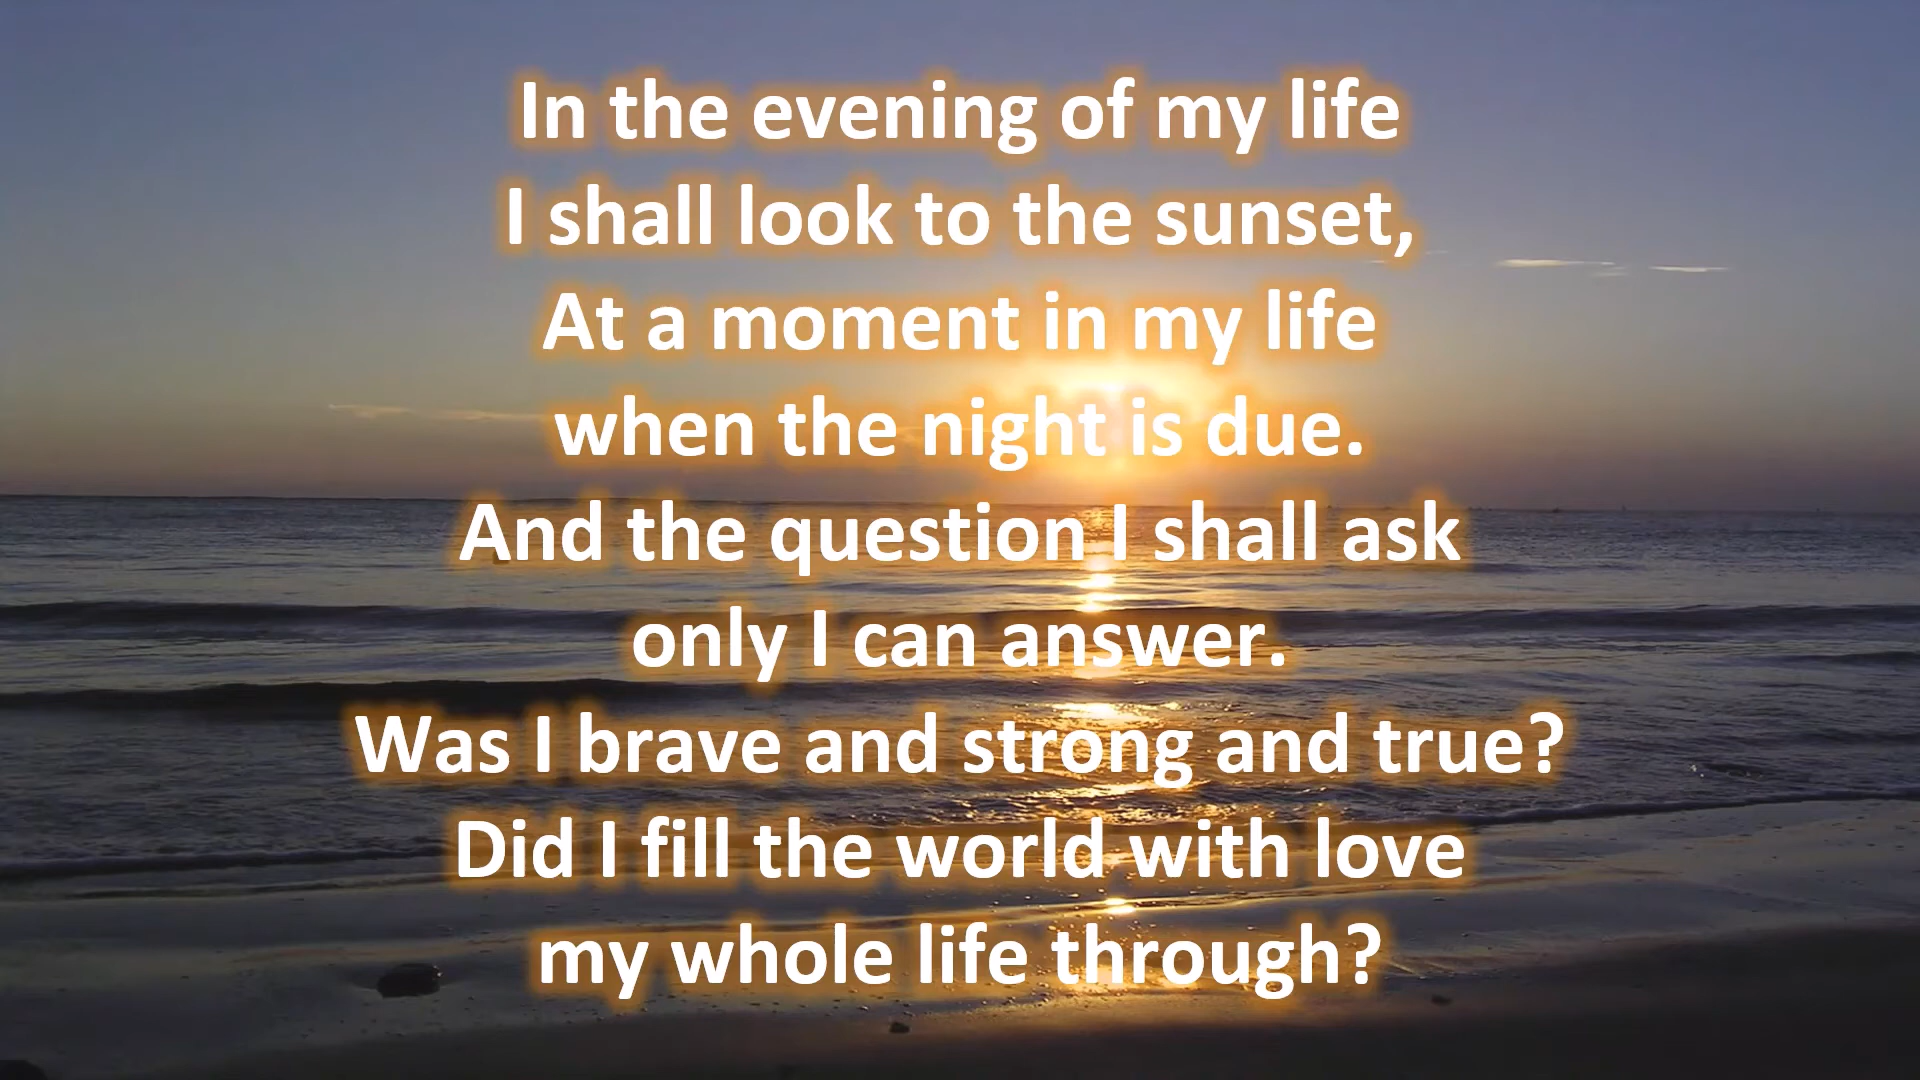 In the evening of my life
I shall look to the sunset,
At a moment in my life
when the night is due.
And the question I shall ask
only I can answer.
Was I brave and strong and true?
Did I fill the world with love
my whole life through?